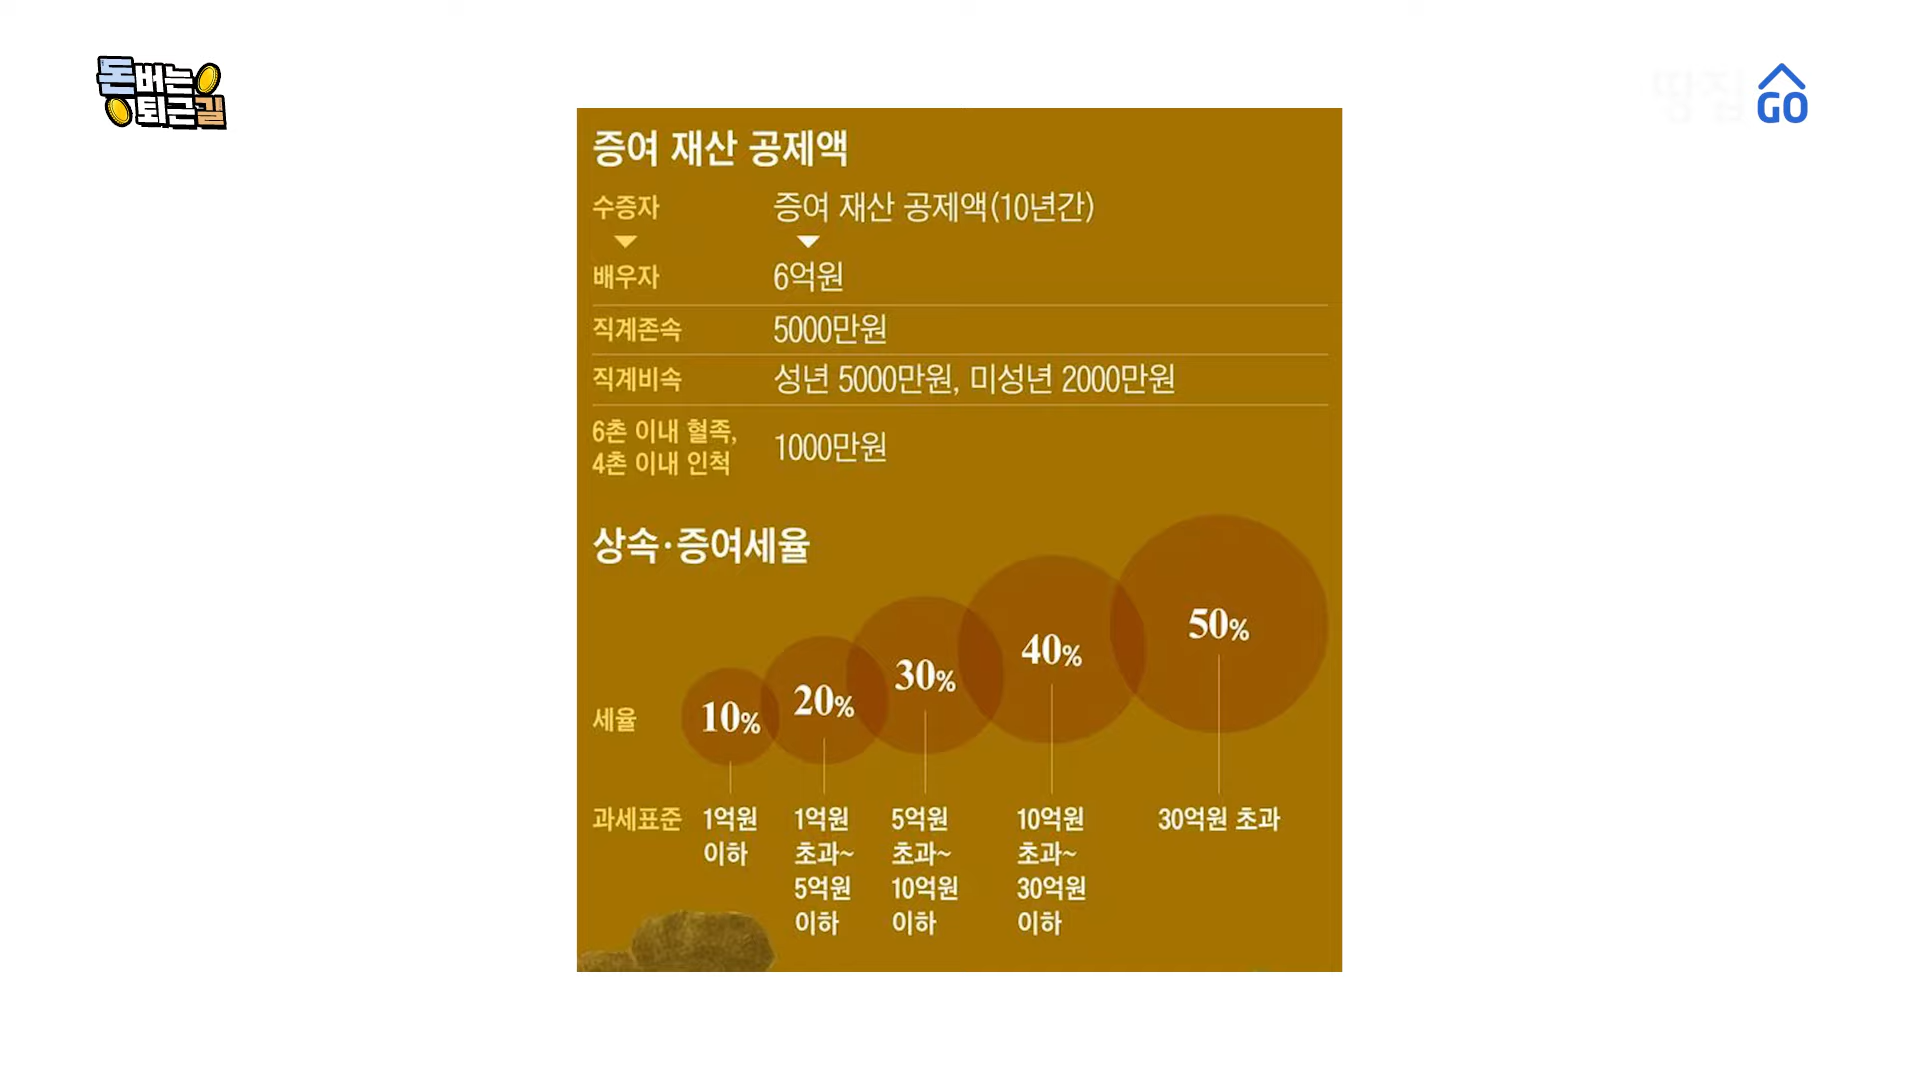 돈버는
퇴근길
땅집GO
증여 재산 공제액
수증자 증여 재산 공제액(10년간)
배우자 6억원
직계존속 5000만원
직계비속 성년 5000만원, 미성년 2000만원
6촌 이내 혈족,
4촌 이내 인척 1000만원
상속·증여세율
세율 10% 20% 30% 40% 50%
과세표준 1억원 1억원 5억원 10억원 30억원 초과
이하 초과~ 초과~ 초과~
5억원 10억원 30억원
이하 이하 이하